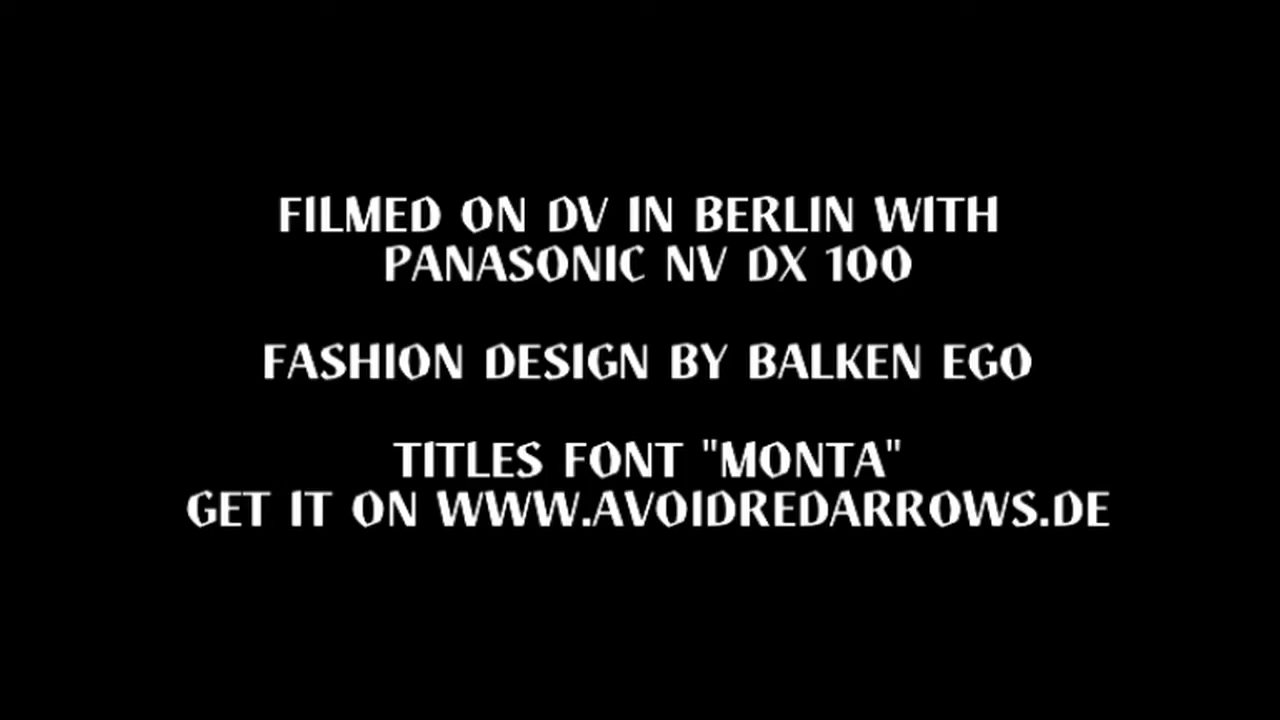 FILMED ON DV IN BERLIN WITH
PANASONIC NV DX 100
FASHION DESIGN BY BALKEN EGO
TITLES FONT "MONTA"
GET IT ON WWW.AVOIDREDARROWS.DE